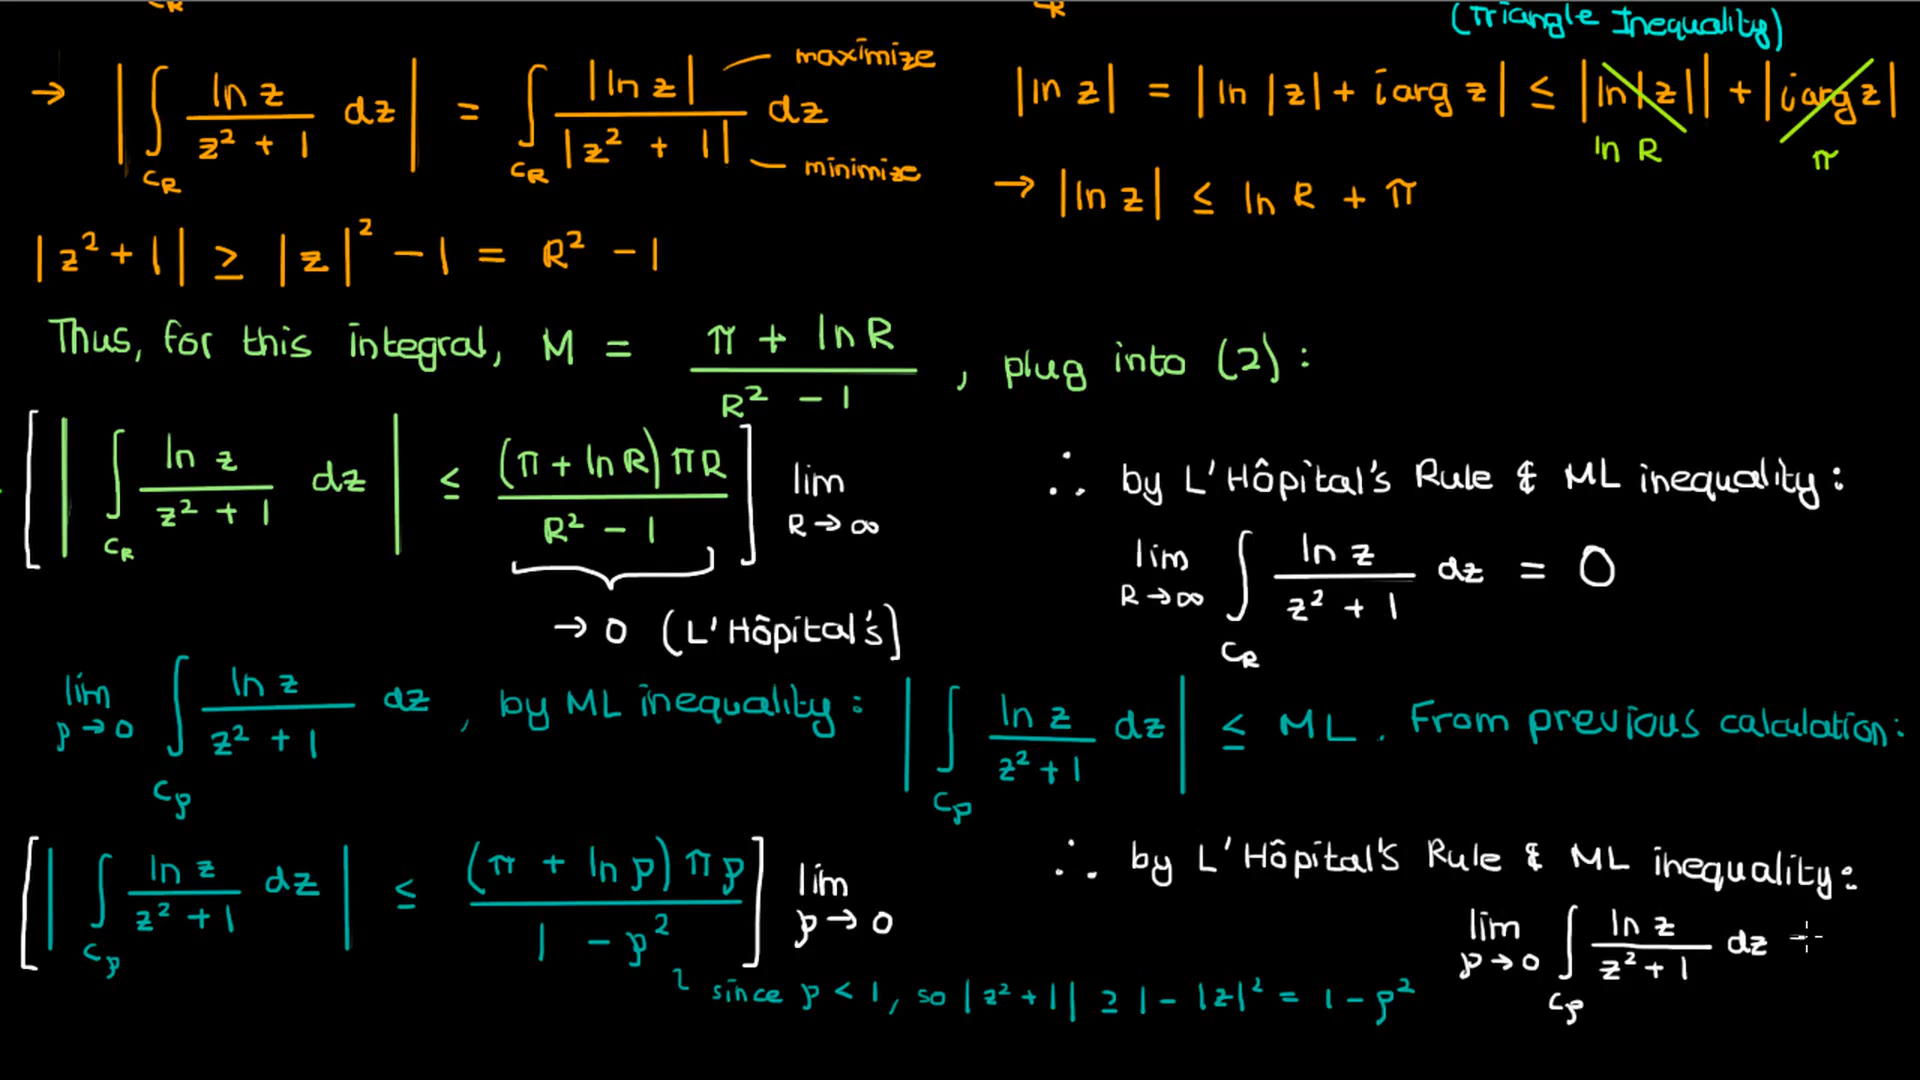 C_R C_R (Triangle Inequality)
→ | ∫_{C_R} ln z / (z² + 1) dz | = ∫_{C_R} |ln z| / |z² + 1| dz maximize minimize
|ln z| = |ln |z| + i arg z| ≤ |ln |z|| + |i arg z|
ln R π
→ |ln z| ≤ ln R + π
|z² + 1| ≥ |z|² − 1 = R² − 1
Thus, for this integral, M = (π + ln R) / (R² − 1) , plug into (2) :
[ | ∫_{C_R} ln z / (z² + 1) dz | ≤ (π + ln R) π R / (R² − 1) ] lim R → ∞
→ 0 (L'Hôpital's)
∴ by L'Hôpital's Rule & ML inequality :
lim R → ∞ ∫_{C_R} ln z / (z² + 1) dz = 0
lim ρ → 0 ∫_{C_ρ} ln z / (z² + 1) dz , by ML inequality : | ∫_{C_ρ} ln z / (z² + 1) dz | ≤ ML . From previous calculation :
[ | ∫_{C_ρ} ln z / (z² + 1) dz | ≤ (π + ln ρ) π ρ / (1 − ρ²) ] lim ρ → 0
since ρ < 1, so |z² + 1| ≥ 1 − |z|² = 1 − ρ²
∴ by L'Hôpital's Rule & ML inequality :
lim ρ → 0 ∫_{C_ρ} ln z / (z² + 1) dz